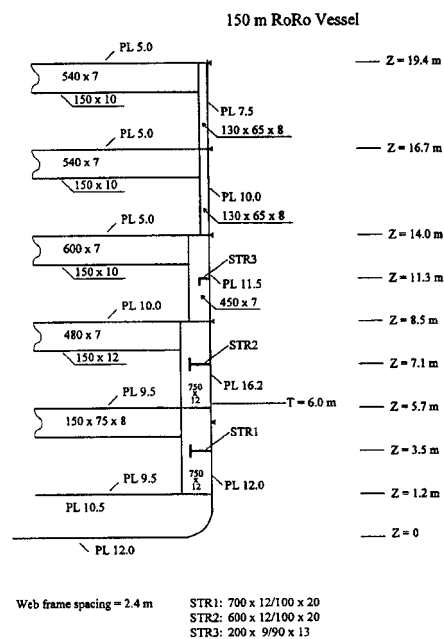 150 m RoRo Vessel
PL 5.0
Z = 19.4 m
540 x 7
150 x 10
PL 7.5
130 x 65 x 8
PL 5.0
Z = 16.7 m
540 x 7
150 x 10
PL 10.0
130 x 65 x 8
PL 5.0
Z = 14.0 m
600 x 7
STR3
150 x 10
PL 11.5
Z = 11.3 m
450 x 7
PL 10.0
Z = 8.5 m
480 x 7
STR2
150 x 12
Z = 7.1 m
PL 16.2
750
x
12
PL 9.5
T = 6.0 m
Z = 5.7 m
150 x 75 x 8
STR1
Z = 3.5 m
PL 9.5
750
x
12
PL 12.0
Z = 1.2 m
PL 10.5
Z = 0
PL 12.0
Web frame spacing = 2.4 m
STR1: 700 x 12/100 x 20
STR2: 600 x 12/100 x 20
STR3: 200 x 9/90 x 13